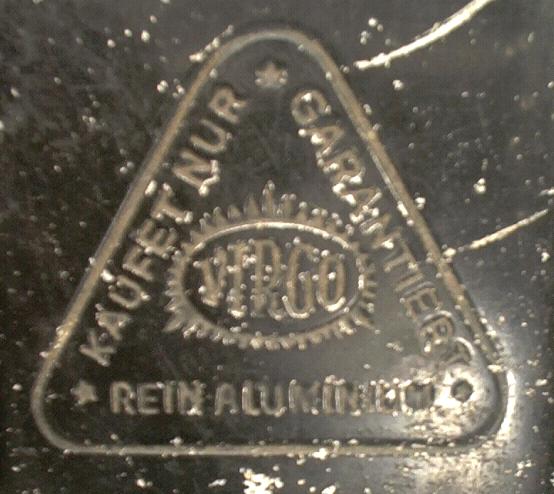 KAUFET NUR
GARANTIERT
VIRGO
REIN ALUMINIUM